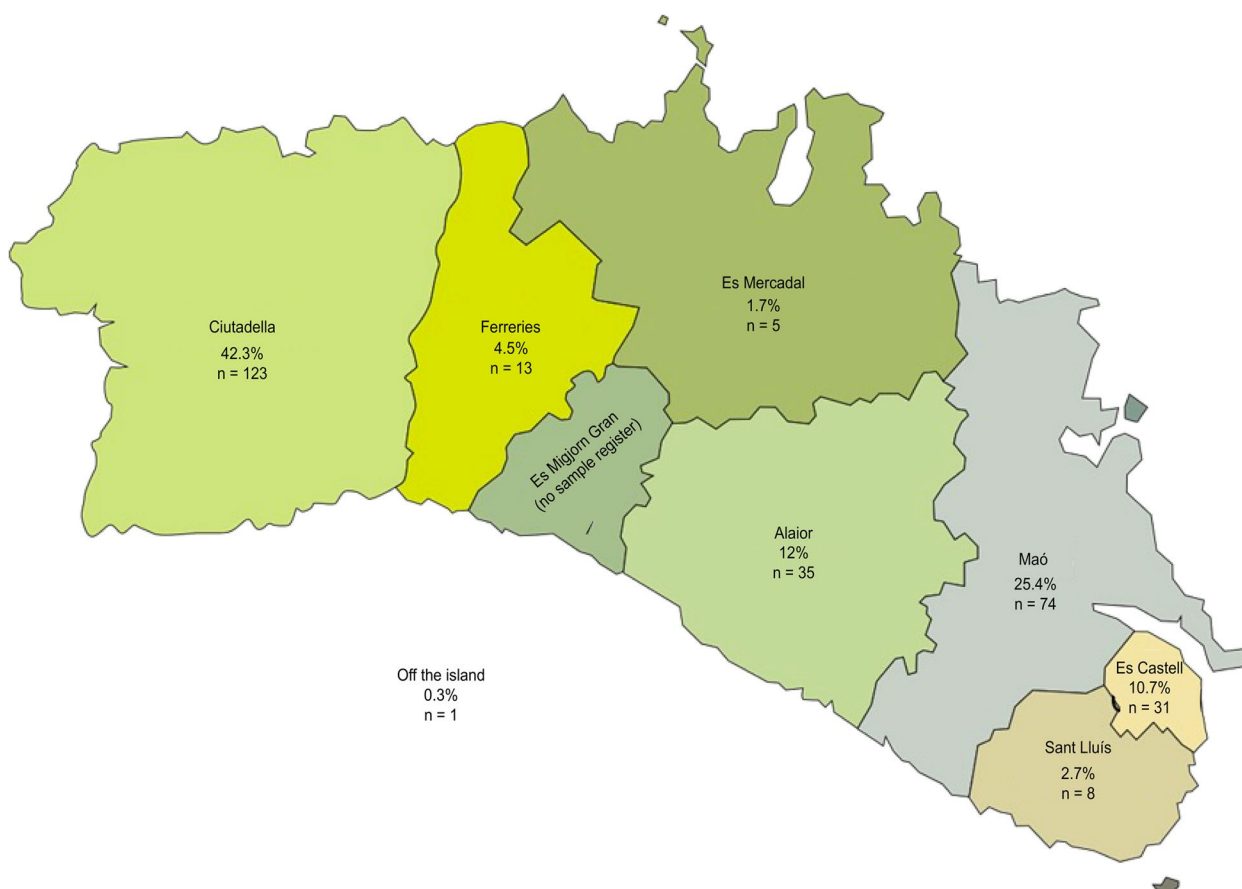 Es Mercadal
1.7%
n = 5
Ciutadella
42.3%
n = 123
Ferreries
4.5%
n = 13
Es Migjorn Gran
(no sample register)
Alaior
12%
n = 35
Maó
25.4%
n = 74
Off the island
0.3%
n = 1
Es Castell
10.7%
n = 31
Sant Lluís
2.7%
n = 8